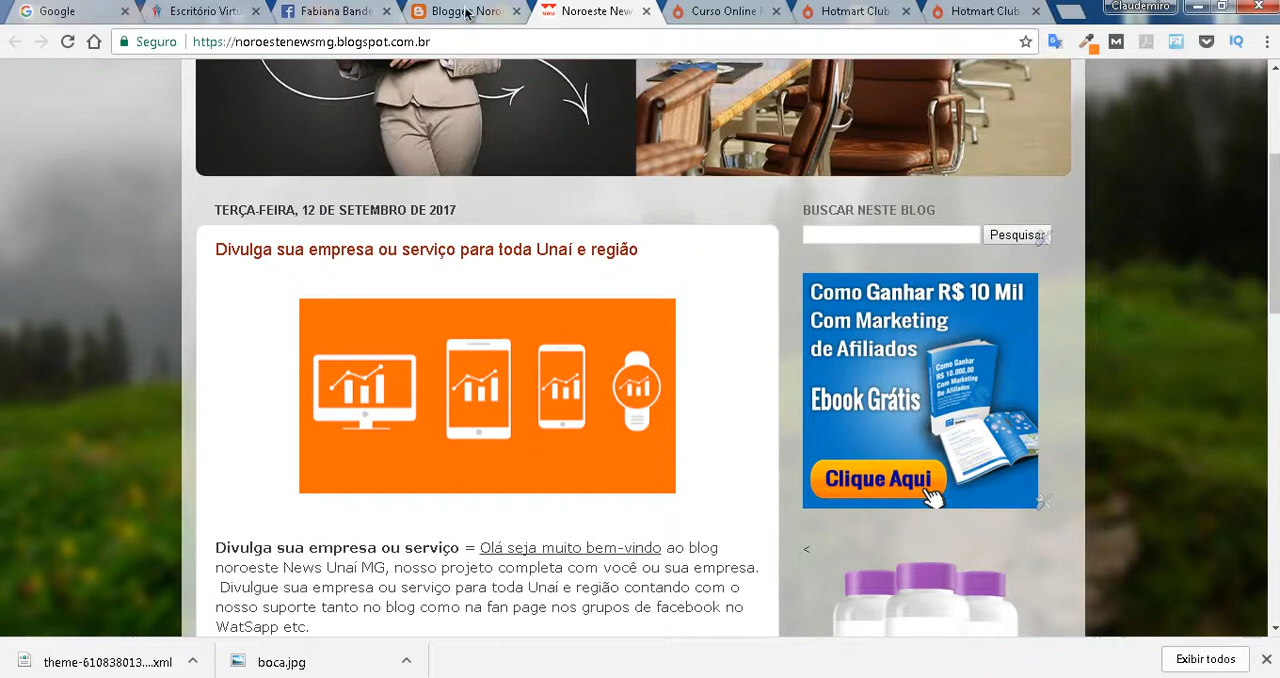 Google
Escritório Virtu
Fabiana Bande
Blogger: Noro
Noroeste New
Curso Online
Hotmart Club
Hotmart Club
Claudemiro
Seguro
https://noroestenewsmg.blogspot.com.br
TERÇA-FEIRA, 12 DE SETEMBRO DE 2017
Divulga sua empresa ou serviço para toda Unaí e região
Divulga sua empresa ou serviço = Olá seja muito bem-vindo ao blog
noroeste News Unaí MG, nosso projeto completa com você ou sua empresa.
Divulgue sua empresa ou serviço para toda Unaí e região contando com o
nosso suporte tanto no blog como na fan page nos grupos de facebook no
WatSapp etc.
BUSCAR NESTE BLOG
Pesquisar
Como Ganhar R$ 10 Mil
Com Marketing
de Afiliados
Ebook Grátis
Clique Aqui
<
theme-610838013....xml
boca.jpg
Exibir todos